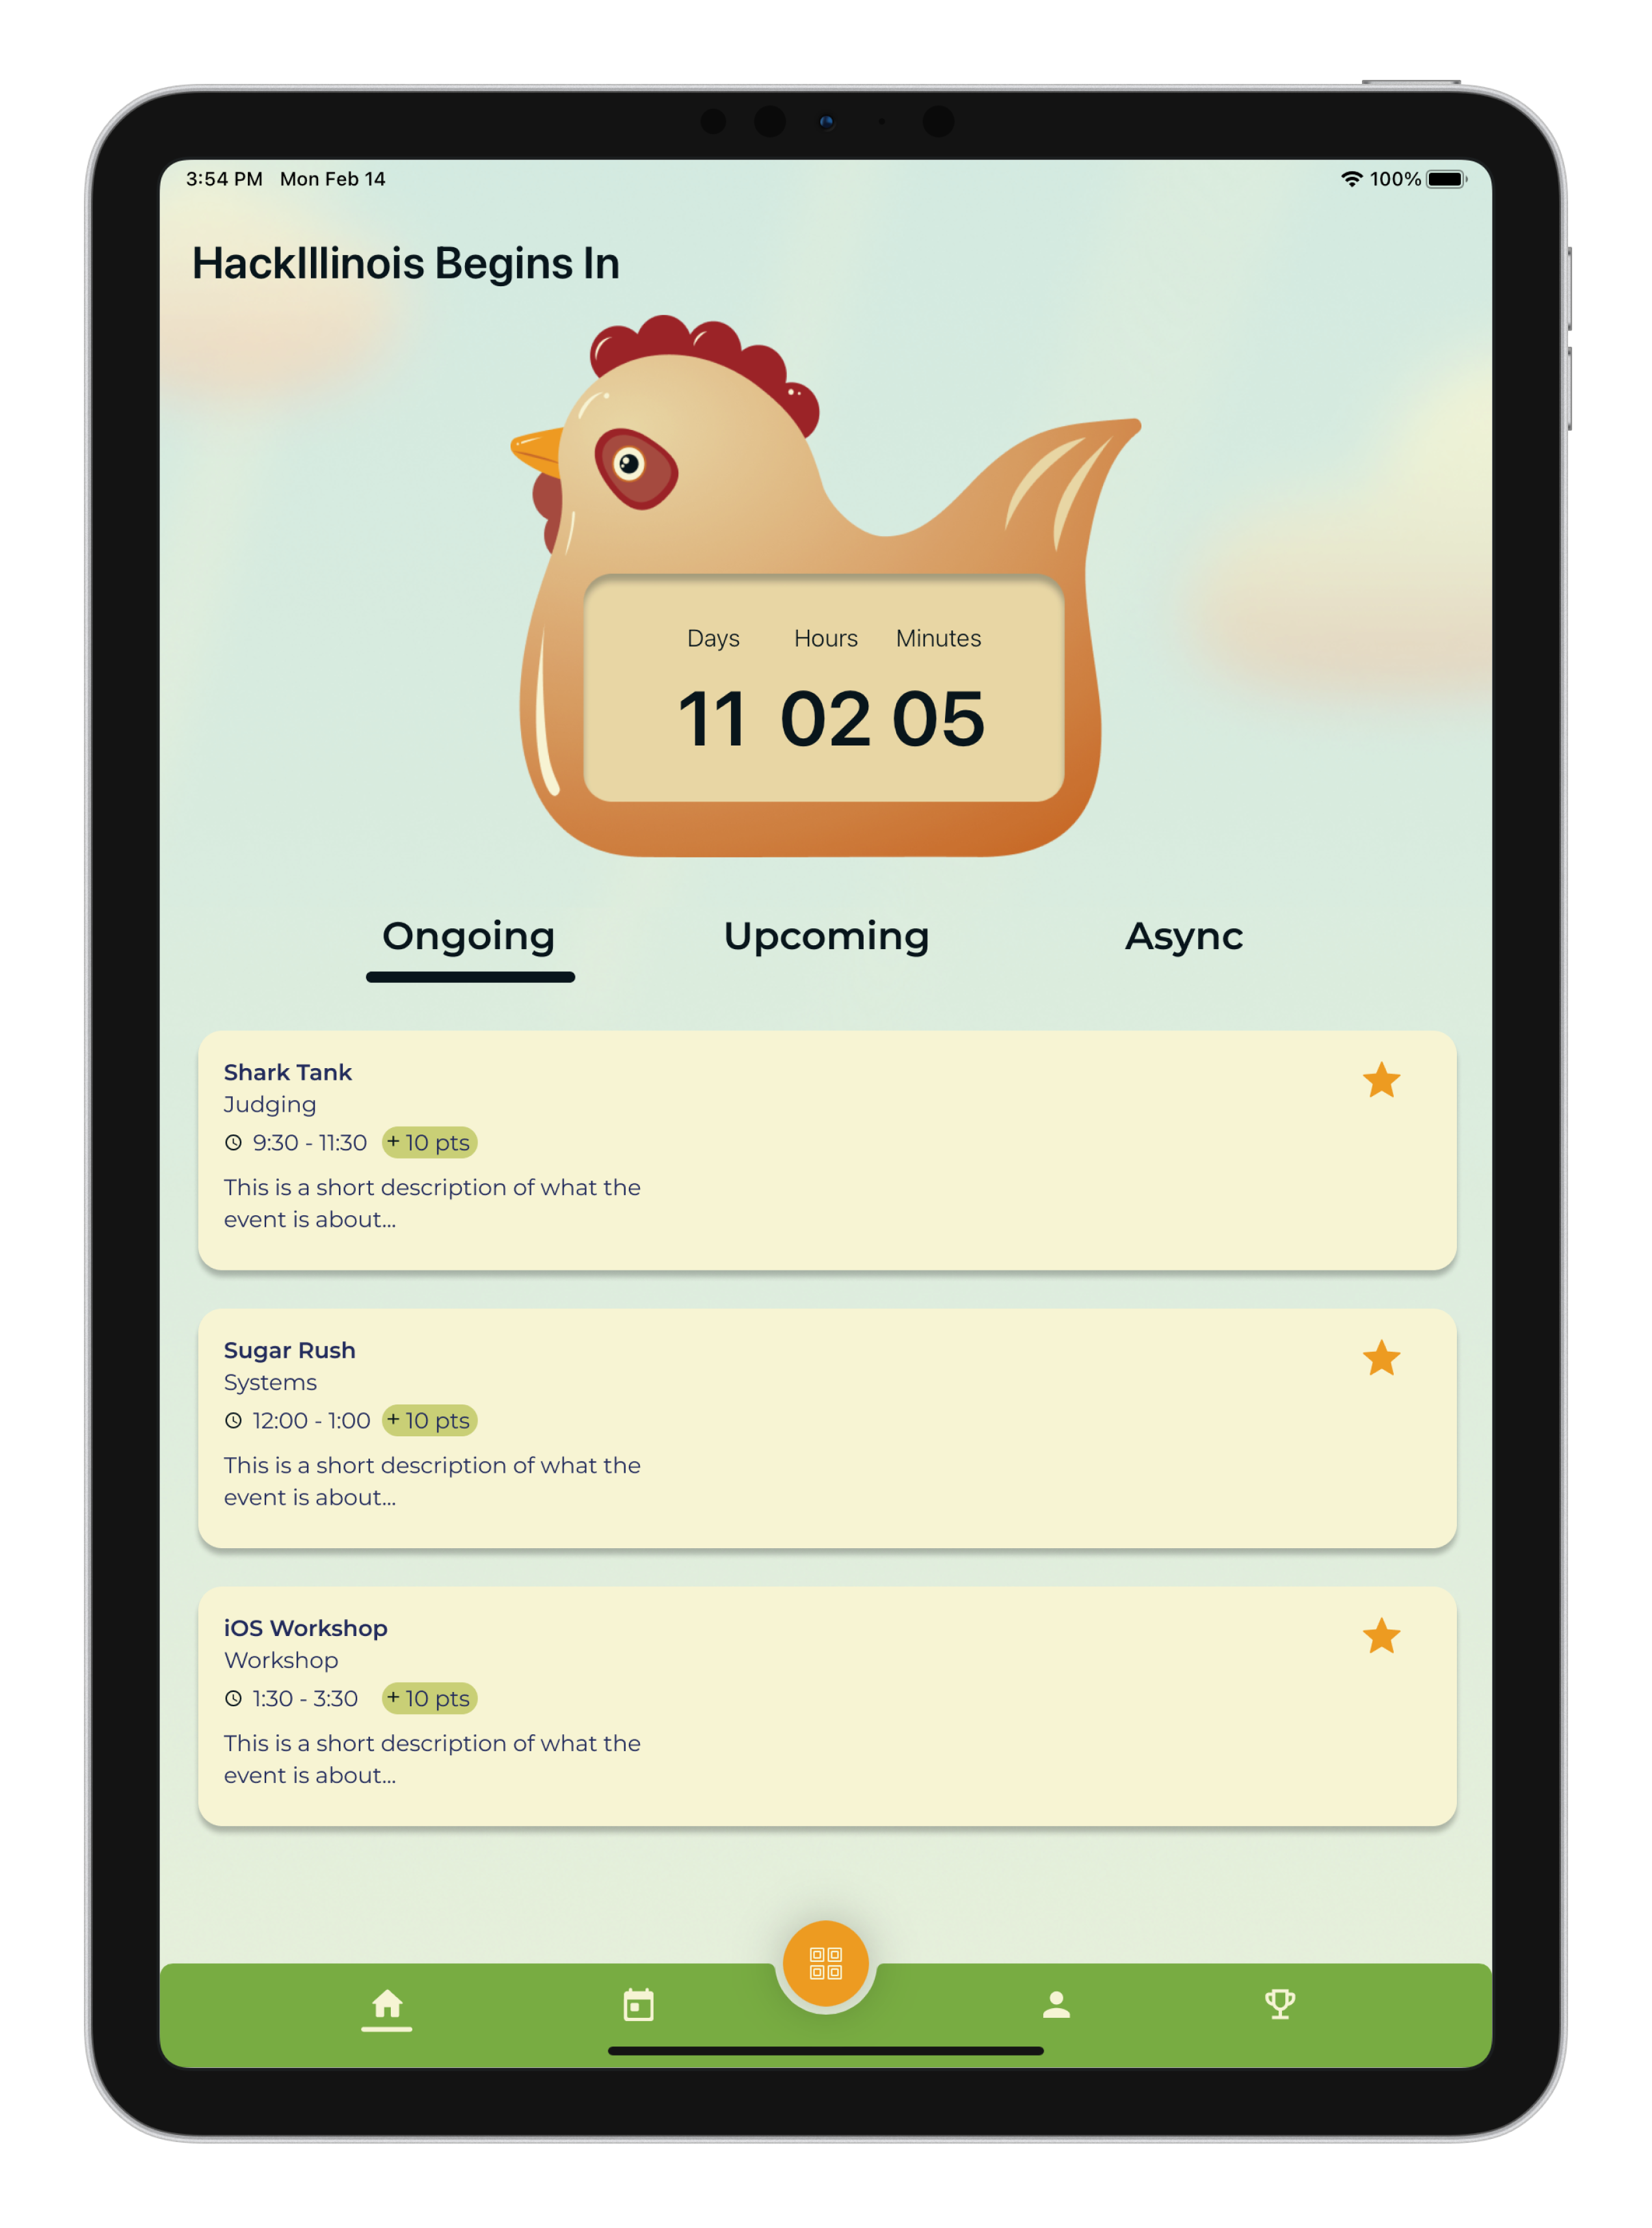 3:54 PM Mon Feb 14 100%
HackIllinois Begins In
Days Hours Minutes
11 02 05
Ongoing Upcoming Async
Shark Tank
Judging
9:30 - 11:30 + 10 pts
This is a short description of what the
event is about...
Sugar Rush
Systems
12:00 - 1:00 + 10 pts
This is a short description of what the
event is about...
iOS Workshop
Workshop
1:30 - 3:30 + 10 pts
This is a short description of what the
event is about...